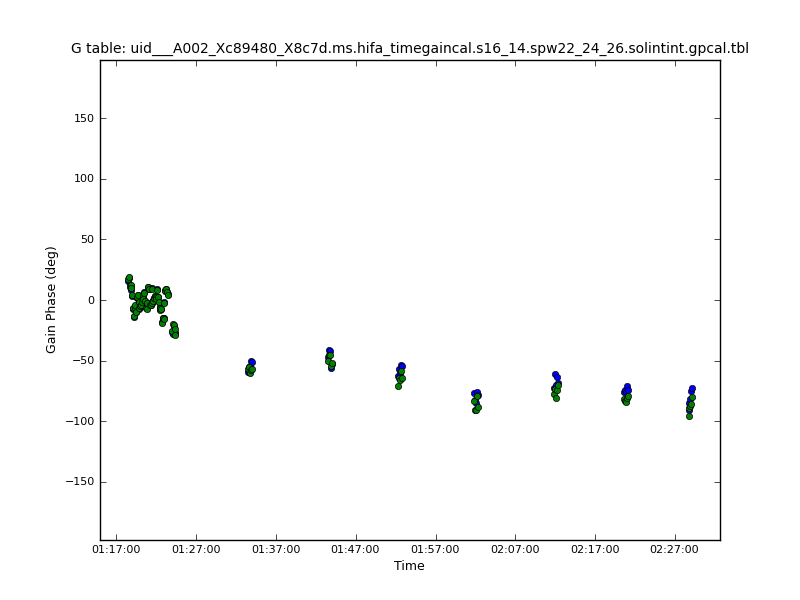 G table: uid___A002_Xc89480_X8c7d.ms.hifa_timegaincal.s16_14.spw22_24_26.solintint.gpcal.tbl
150
100
50
0
−50
−100
−150
Gain Phase (deg)
01:17:00 01:27:00 01:37:00 01:47:00 01:57:00 02:07:00 02:17:00 02:27:00
Time